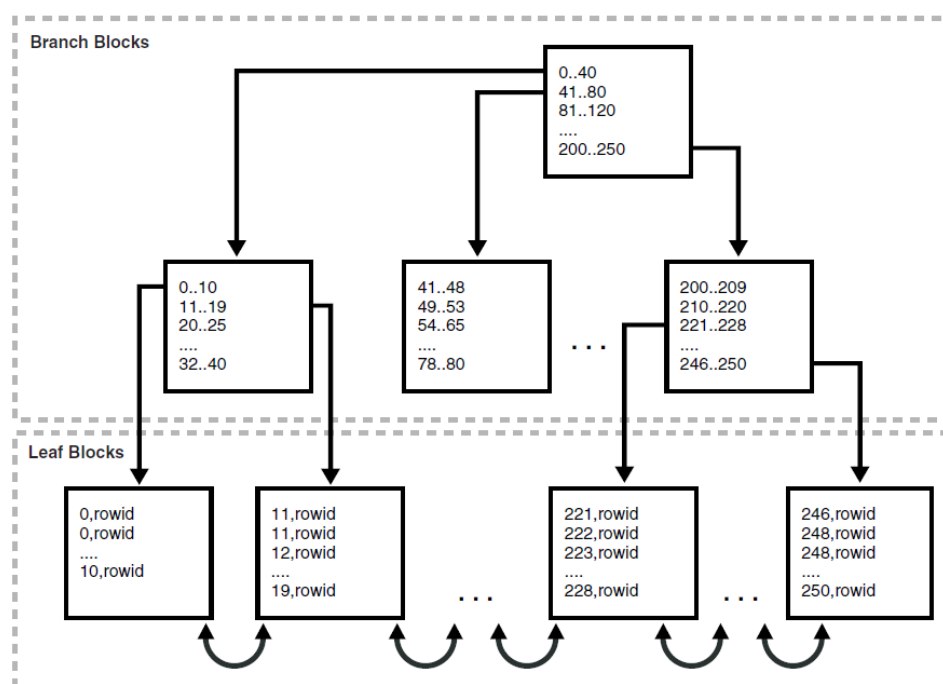 Branch Blocks
0..40
41..80
81..120
....
200..250
0..10
11..19
20..25
....
32..40
41..48
49..53
54..65
....
78..80
. . .
200..209
210..220
221..228
....
246..250
Leaf Blocks
0,rowid
0,rowid
....
10,rowid
11,rowid
11,rowid
12,rowid
....
19,rowid
. . .
221,rowid
222,rowid
223,rowid
....
228,rowid
. . .
246,rowid
248,rowid
248,rowid
....
250,rowid